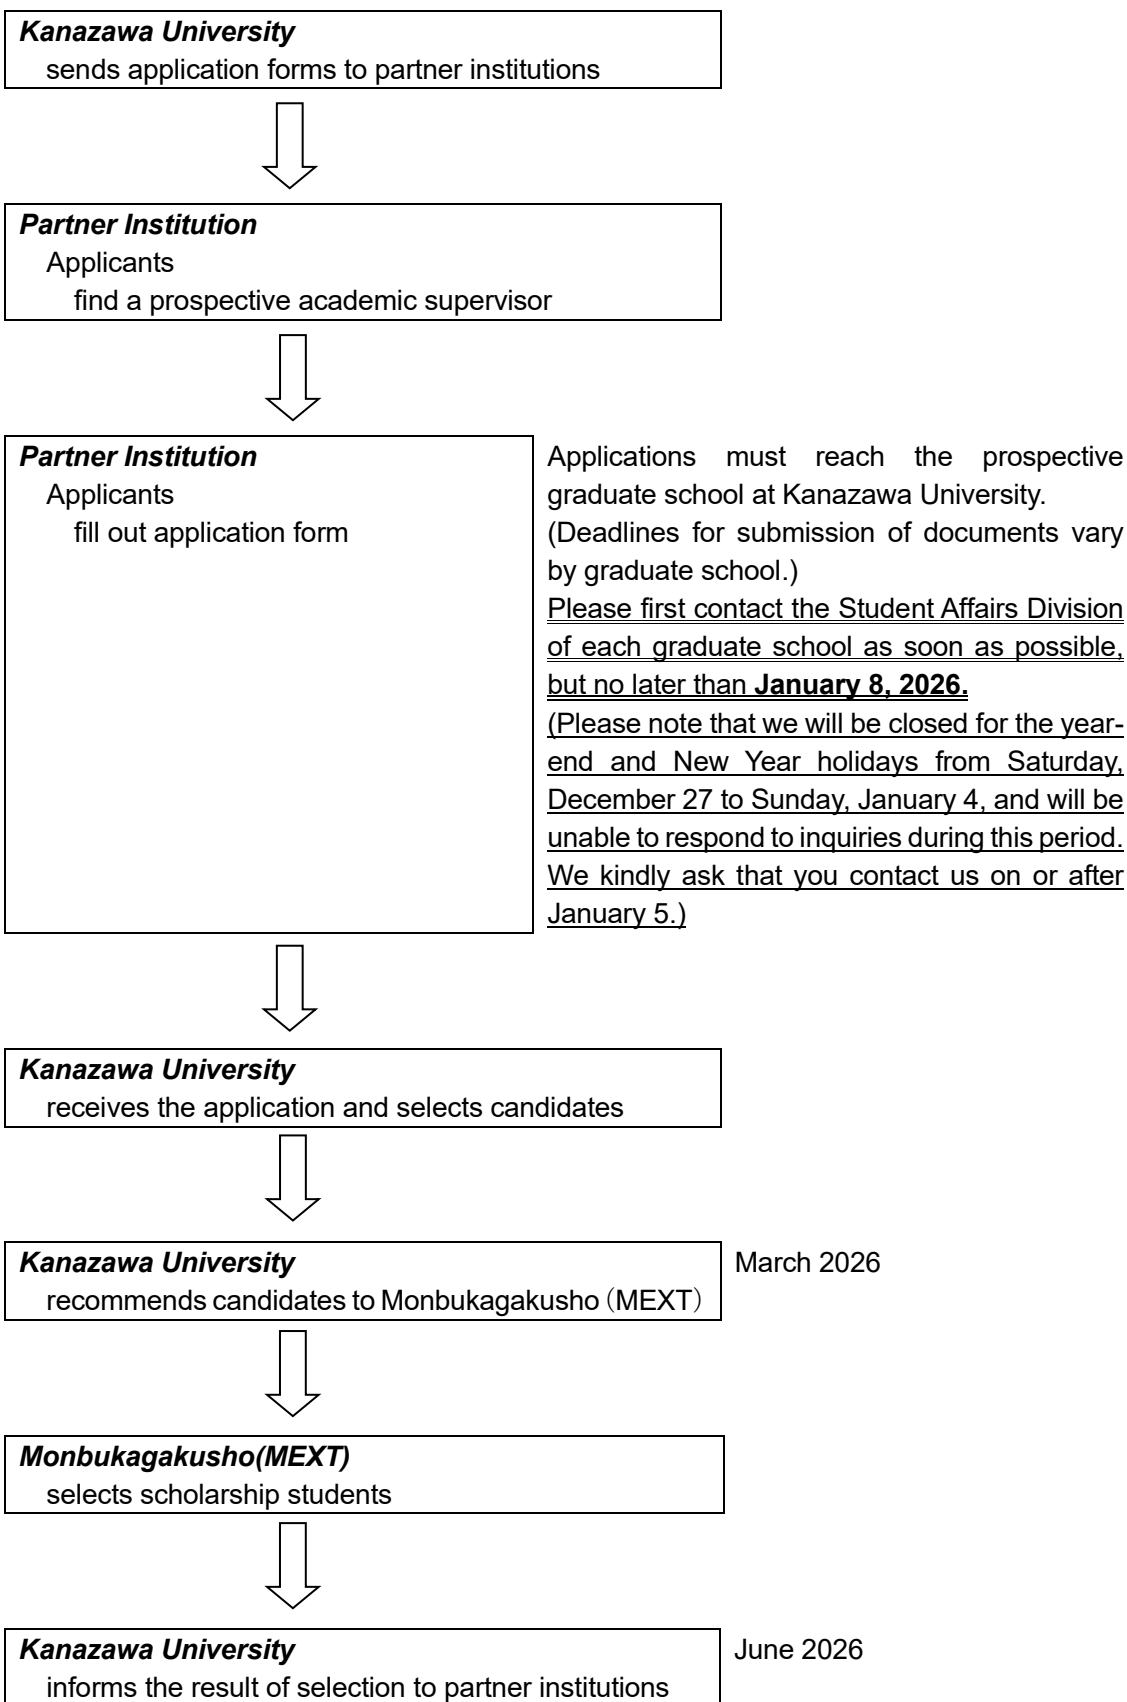 Kanazawa University
sends application forms to partner institutions
Partner Institution
Applicants
find a prospective academic supervisor
Partner Institution
Applicants
fill out application form
Applications must reach the prospective
graduate school at Kanazawa University.
(Deadlines for submission of documents vary
by graduate school.)
Please first contact the Student Affairs Division
of each graduate school as soon as possible,
but no later than January 8, 2026.
(Please note that we will be closed for the year-
end and New Year holidays from Saturday,
December 27 to Sunday, January 4, and will be
unable to respond to inquiries during this period.
We kindly ask that you contact us on or after
January 5.)
Kanazawa University
receives the application and selects candidates
Kanazawa University
recommends candidates to Monbukagakusho（MEXT）
March 2026
Monbukagakusho(MEXT)
selects scholarship students
Kanazawa University
informs the result of selection to partner institutions
June 2026